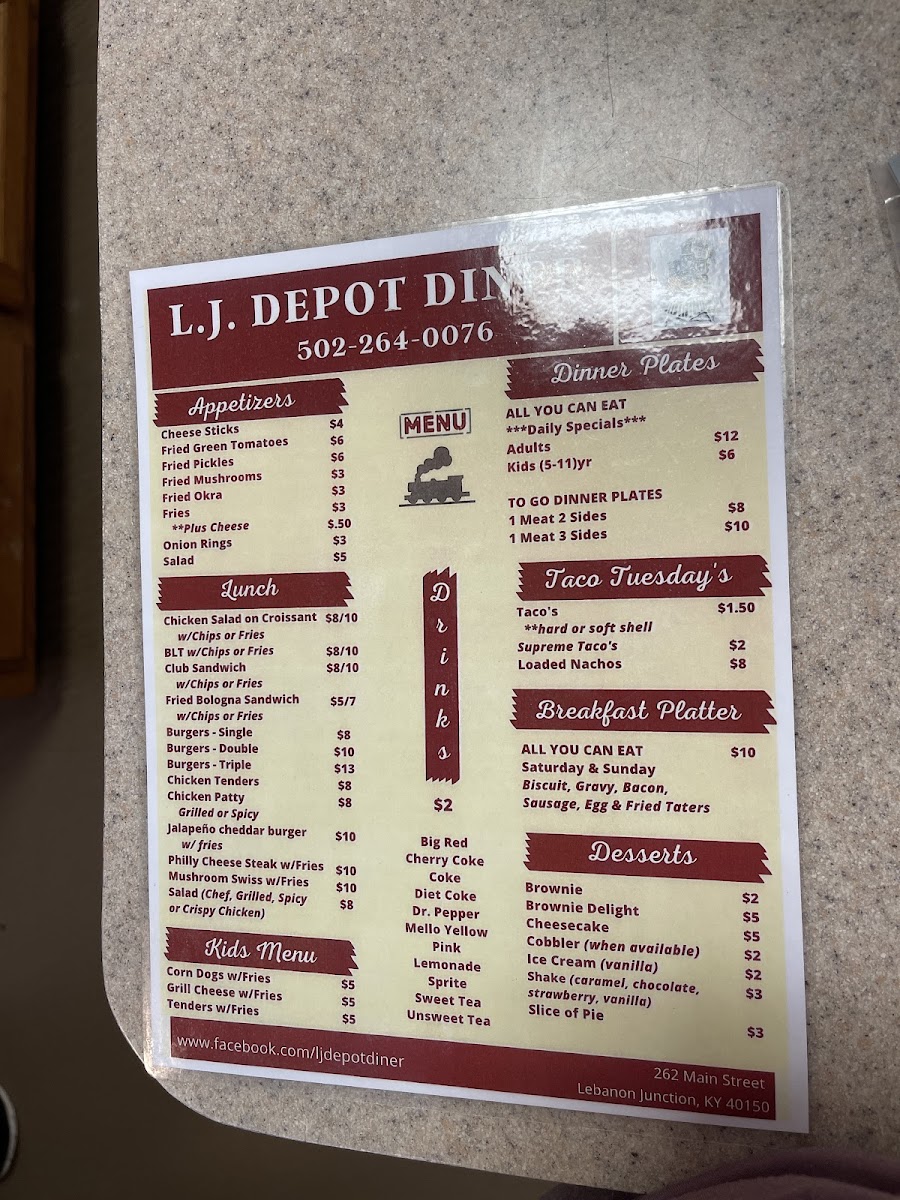 L.J. DEPOT DINER
502-264-0076
Appetizers
Cheese Sticks $4
Fried Green Tomatoes $6
Fried Pickles $6
Fried Mushrooms $3
Fried Okra $3
Fries $3
**Plus Cheese $.50
Onion Rings $3
Salad $5
Lunch
Chicken Salad on Croissant $8/10
w/Chips or Fries
BLT w/Chips or Fries $8/10
Club Sandwich $8/10
w/Chips or Fries
Fried Bologna Sandwich $5/7
w/Chips or Fries
Burgers - Single $8
Burgers - Double $10
Burgers - Triple $13
Chicken Tenders $8
Chicken Patty $8
Grilled or Spicy
Jalapeño cheddar burger $10
w/ fries
Philly Cheese Steak w/Fries $10
Mushroom Swiss w/Fries $10
Salad (Chef, Grilled, Spicy $8
or Crispy Chicken)
Kids Menu
Corn Dogs w/Fries $5
Grill Cheese w/Fries $5
Tenders w/Fries $5
MENU
Drinks
$2
Big Red
Cherry Coke
Coke
Diet Coke
Dr. Pepper
Mello Yellow
Pink
Lemonade
Sprite
Sweet Tea
Unsweet Tea
Dinner Plates
ALL YOU CAN EAT
***Daily Specials***
Adults $12
Kids (5-11)yr $6
TO GO DINNER PLATES
1 Meat 2 Sides $8
1 Meat 3 Sides $10
Taco Tuesday's
Taco's $1.50
**hard or soft shell
Supreme Taco's $2
Loaded Nachos $8
Breakfast Platter
ALL YOU CAN EAT $10
Saturday & Sunday
Biscuit, Gravy, Bacon,
Sausage, Egg & Fried Taters
Desserts
Brownie $2
Brownie Delight $5
Cheesecake $5
Cobbler (when available) $2
Ice Cream (vanilla) $2
Shake (caramel, chocolate, $3
strawberry, vanilla)
Slice of Pie $3
www.facebook.com/ljdepotdiner
262 Main Street
Lebanon Junction, KY 40150